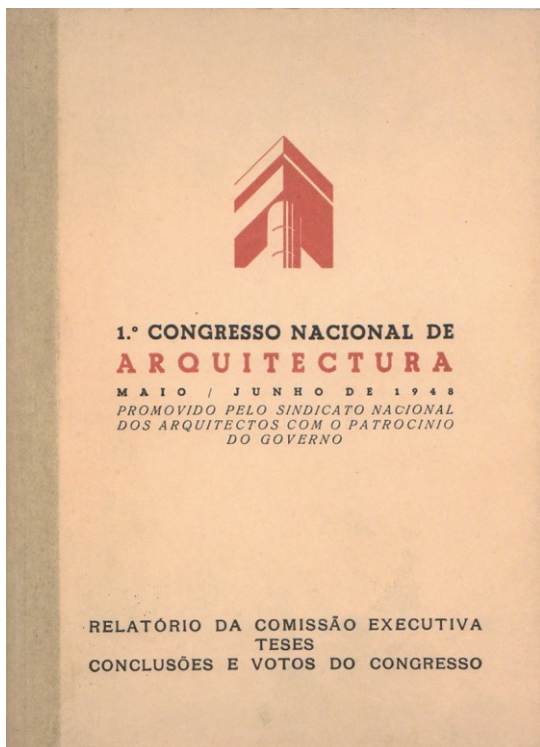 1.º CONGRESSO NACIONAL DE
ARQUITECTURA
MAIO / JUNHO DE 1948
PROMOVIDO PELO SINDICATO NACIONAL
DOS ARQUITECTOS COM O PATROCINIO
DO GOVERNO
RELATÓRIO DA COMISSÃO EXECUTIVA
TESES
CONCLUSÕES E VOTOS DO CONGRESSO